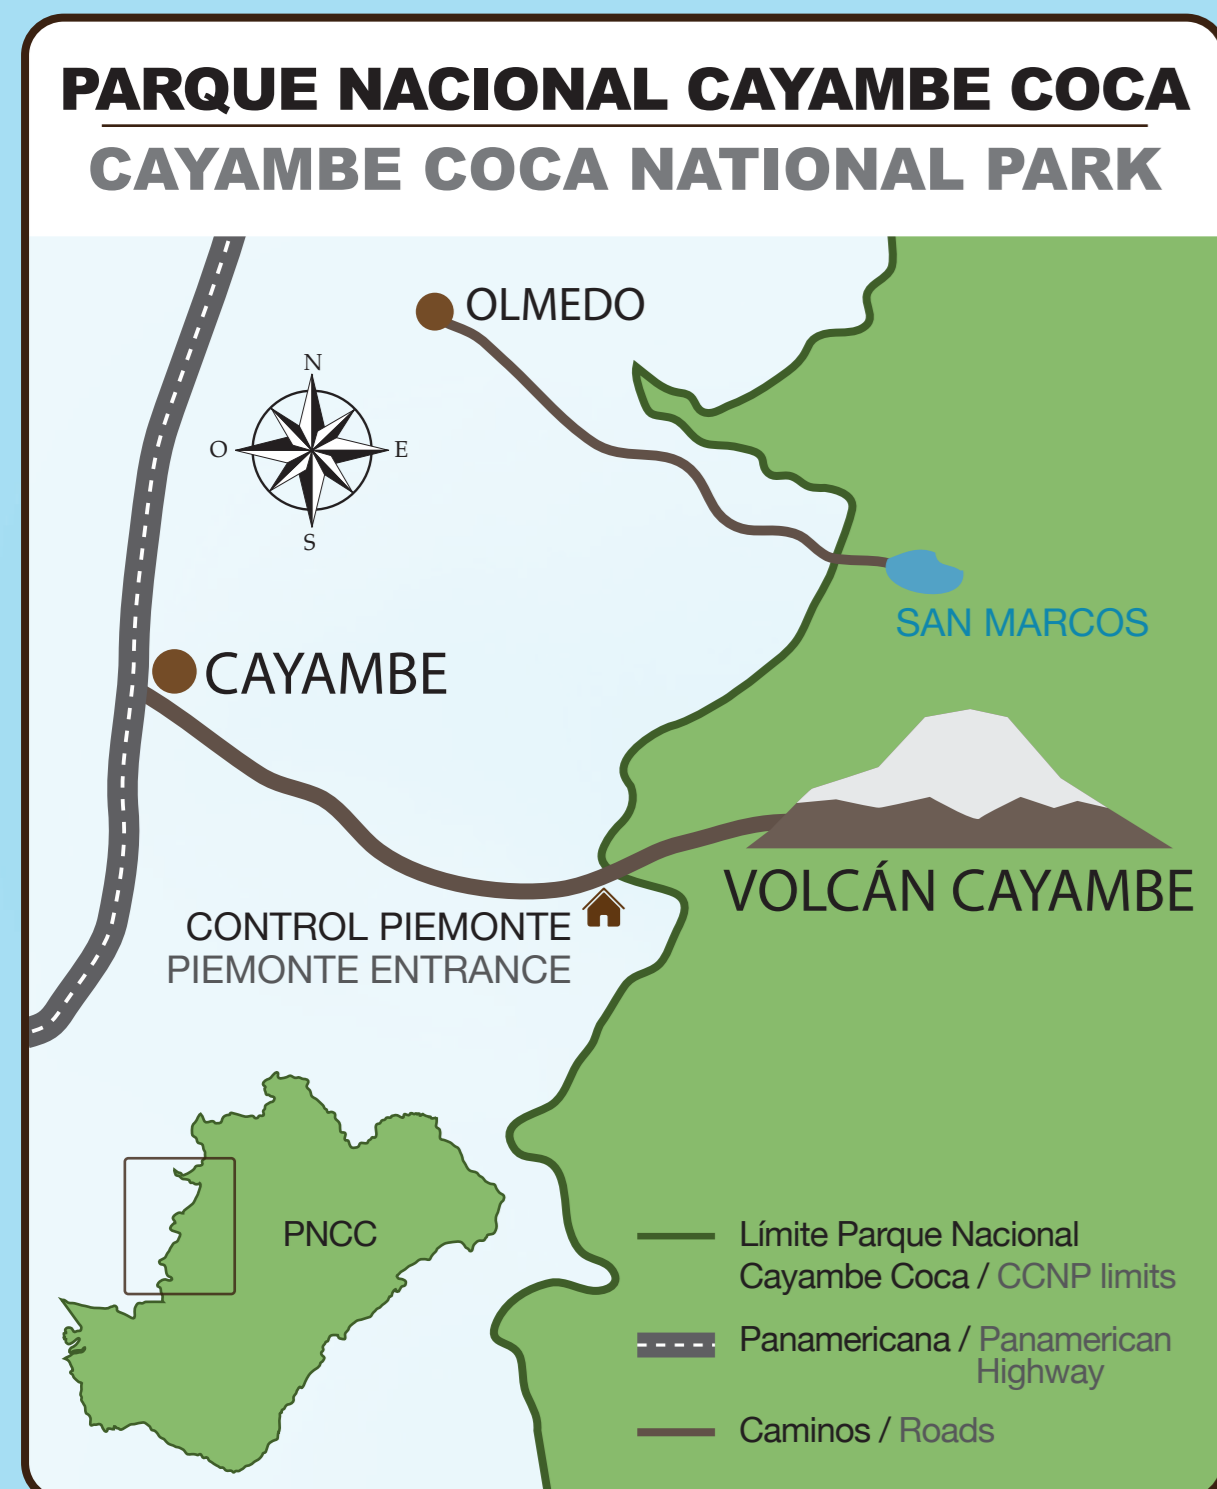 PARQUE NACIONAL CAYAMBE COCA
CAYAMBE COCA NATIONAL PARK
OLMEDO
N
O
E
S
SAN MARCOS
CAYAMBE
VOLCÁN CAYAMBE
CONTROL PIEMONTE
PIEMONTE ENTRANCE
PNCC
Límite Parque Nacional
Cayambe Coca / CCNP limits
Panamericana / Panamerican
Highway
Caminos / Roads